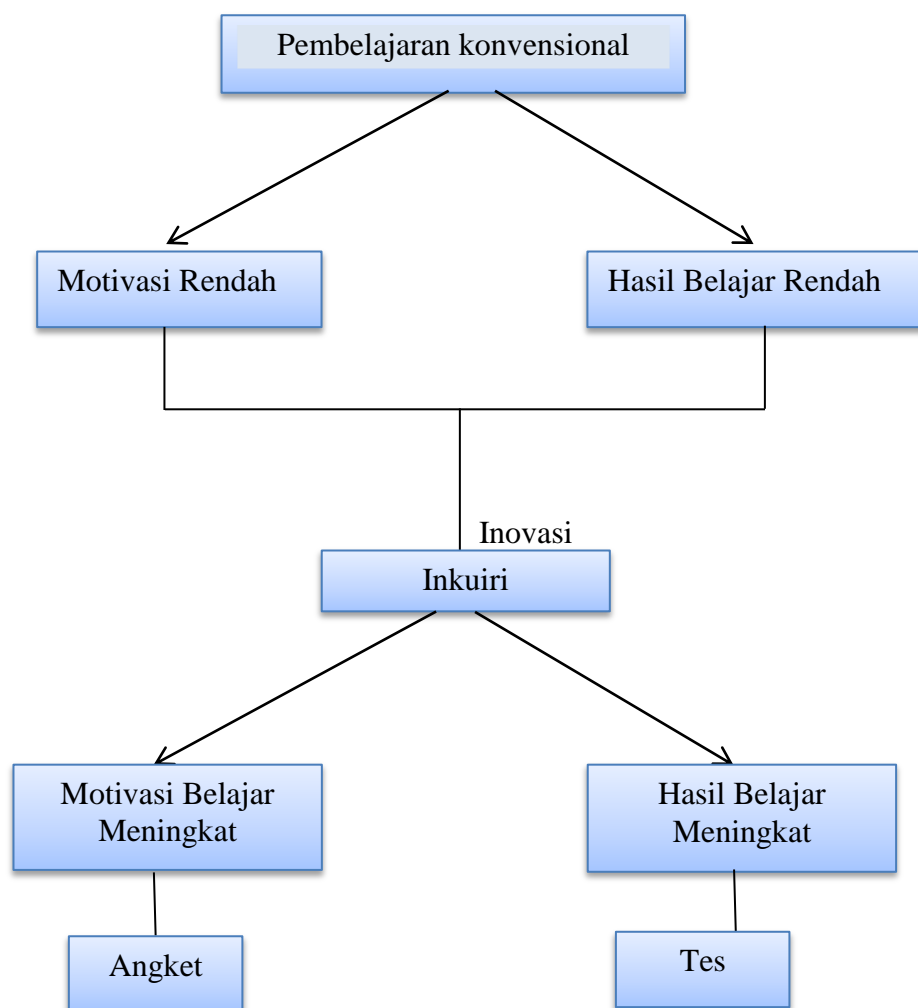 Pembelajaran konvensional
Motivasi Rendah
Hasil Belajar Rendah
Inovasi
Inkuiri
Motivasi Belajar
Meningkat
Hasil Belajar
Meningkat
Angket
Tes